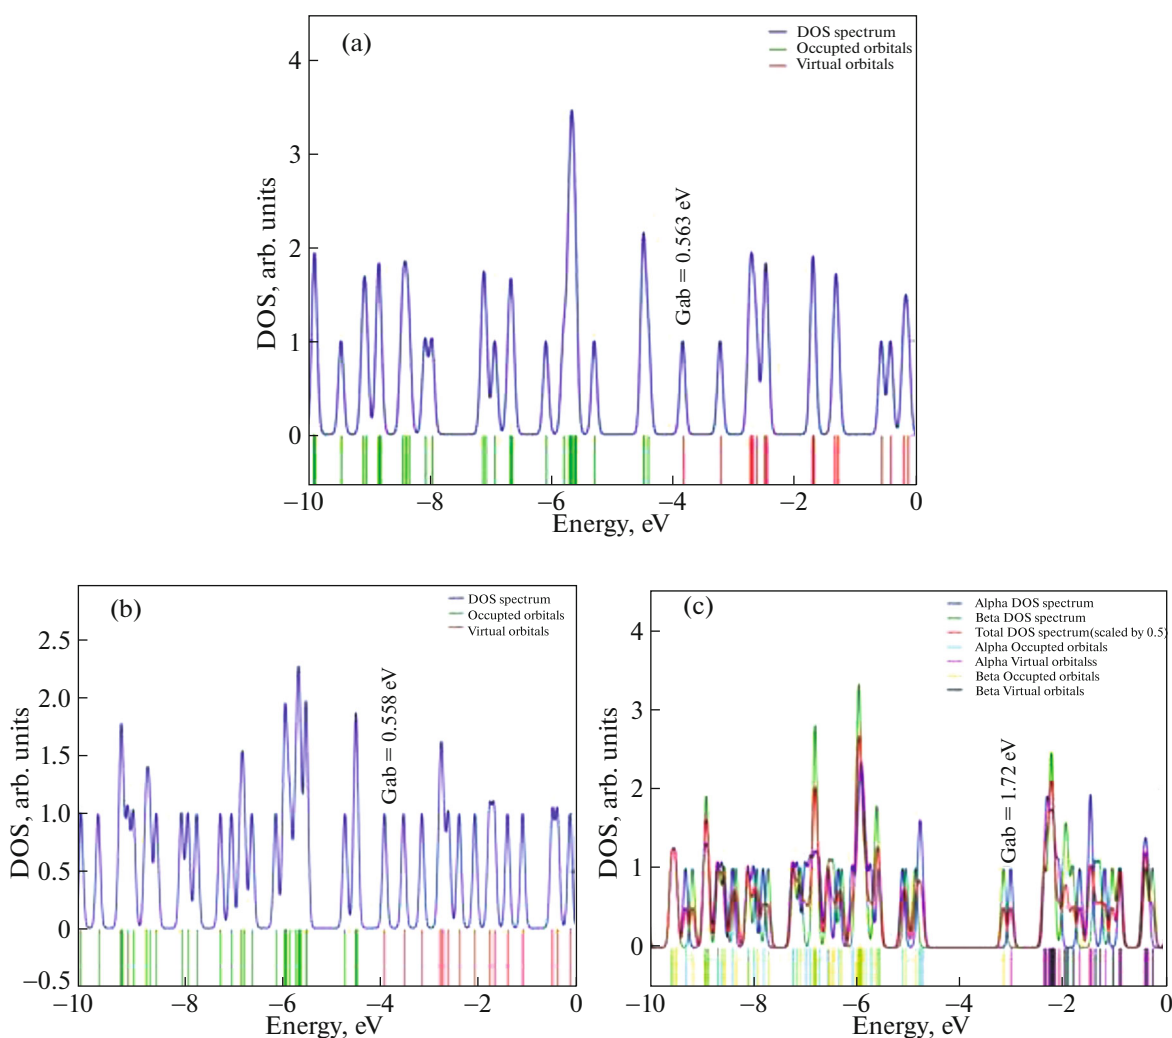 (a)
DOS spectrum
Occupted orbitals
Virtual orbitals
4
3
2
1
0
DOS, arb. units
Gab = 0.563 eV
−10
−8
−6
−4
−2
0
Energy, eV
(b)
DOS spectrum
Occupted orbitals
Virtual orbitals
2.5
2.0
1.5
1.0
0.5
0
−0.5
DOS, arb. units
Gab = 0.558 eV
−10
−8
−6
−4
−2
0
Energy, eV
(c)
Alpha DOS spectrum
Beta DOS spectrum
Total DOS spectrum(scaled by 0.5)
Alpha Occupted orbitals
Alpha Virtual orbitalss
Beta Occupted orbitals
Beta Virtual orbitals
4
3
2
1
0
DOS, arb. units
Gab = 1.72 eV
−10
−8
−6
−4
−2
0
Energy, eV